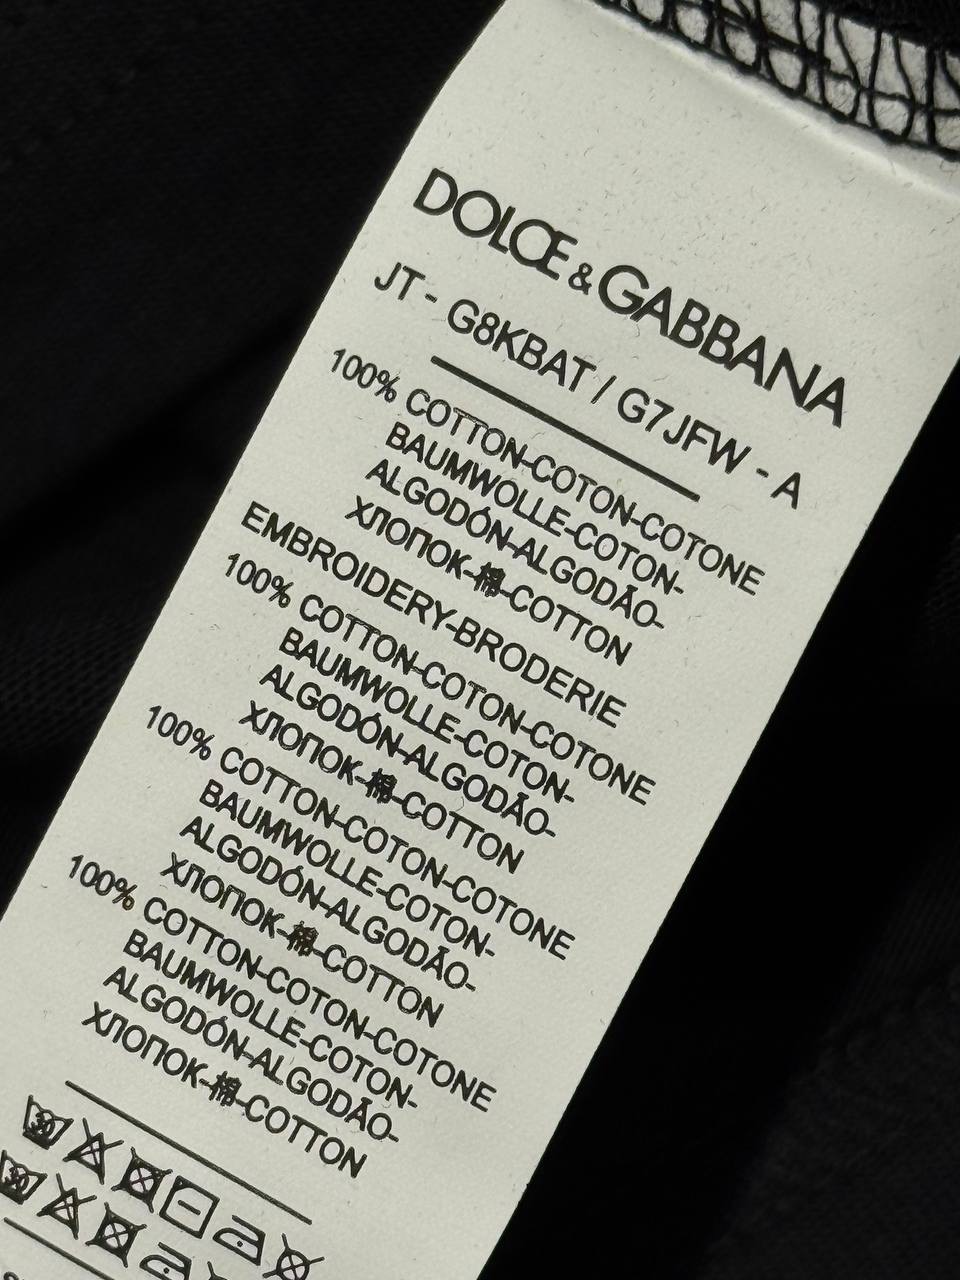 DOLCE&GABBANA
JT - G8KBAT / G7JFW - A
100% COTTON-COTON-COTONE
BAUMWOLLE-COTON-
ALGODÓN-ALGODÃO-
ХЛОПОК-棉-COTTON
EMBROIDERY-BRODERIE
100% COTTON-COTON-COTONE
BAUMWOLLE-COTON-
ALGODÓN-ALGODÃO-
ХЛОПОК-棉-COTTON
100% COTTON-COTON-COTONE
BAUMWOLLE-COTON-
ALGODÓN-ALGODÃO-
ХЛОПОК-棉-COTTON
100% COTTON-COTON-COTONE
BAUMWOLLE-COTON-
ALGODÓN-ALGODÃO-
ХЛОПОК-棉-COTTON
30
30